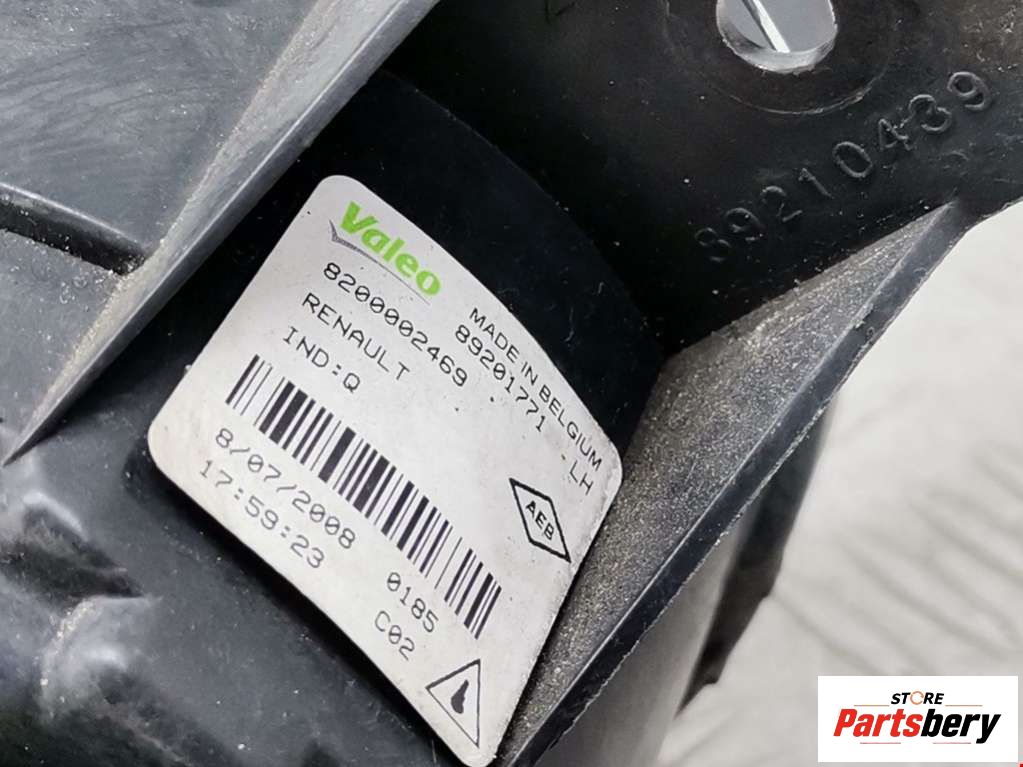 89210439
Valeo
MADE IN BELGIUM
8200002469
89201771 -LH
RENAULT
IND:Q
AEB
8/07/2008
0185
17:59:23
C02
STORE
Partsbery